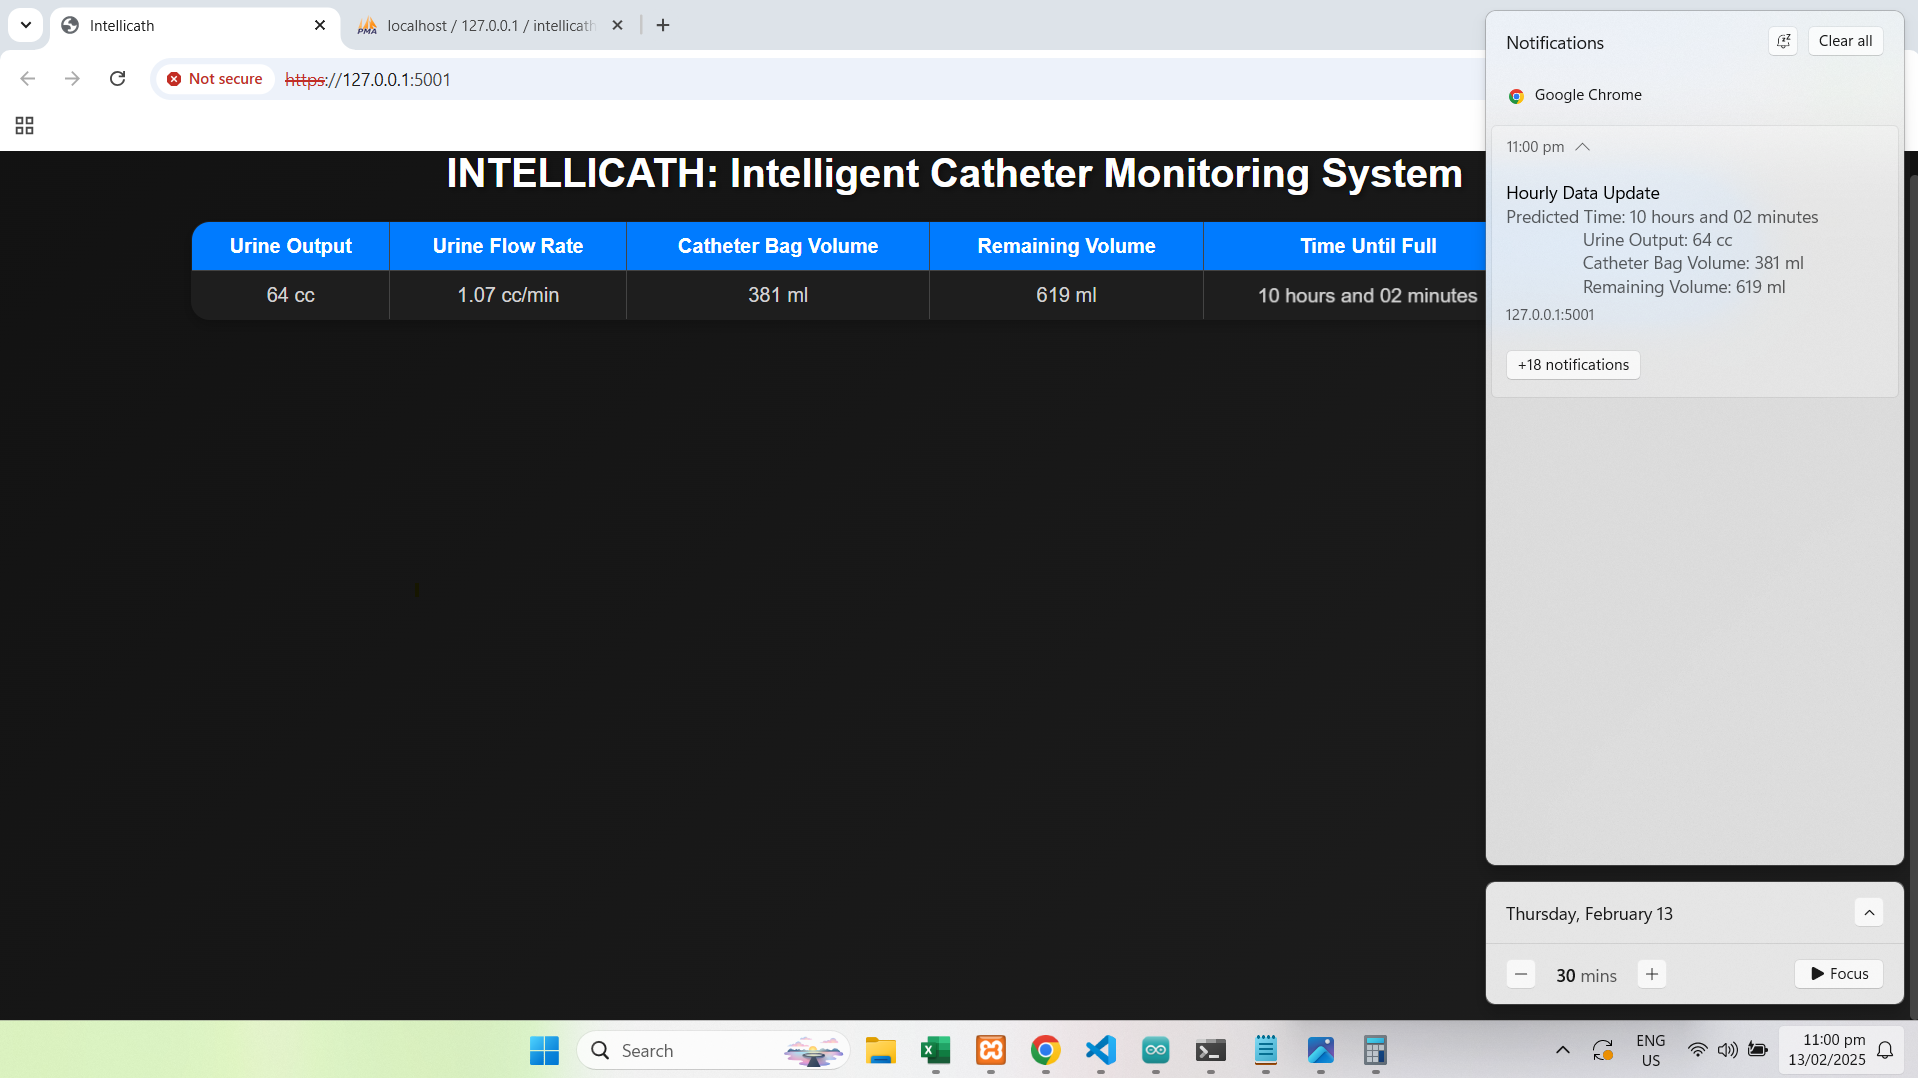 Intellicath
localhost / 127.0.0.1 / intellicath
Not secure
https://127.0.0.1:5001
INTELLICATH: Intelligent Catheter Monitoring System
Urine Output Urine Flow Rate Catheter Bag Volume Remaining Volume Time Until Full
64 cc 1.07 cc/min 381 ml 619 ml 10 hours and 02 minutes
Notifications
Clear all
Google Chrome
11:00 pm
Hourly Data Update
Predicted Time: 10 hours and 02 minutes
Urine Output: 64 cc
Catheter Bag Volume: 381 ml
Remaining Volume: 619 ml
127.0.0.1:5001
+18 notifications
Thursday, February 13
30 mins
Focus
Search
ENG
US
11:00 pm
13/02/2025
PMA